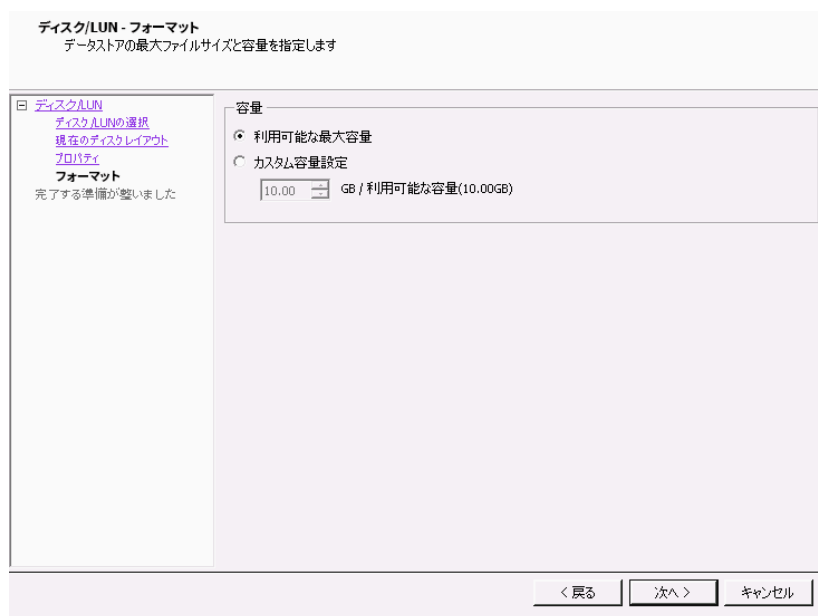 ディスク/LUN - フォーマット
データストアの最大ファイルサイズと容量を指定します
ディスク/LUN
ディスク/LUNの選択
現在のディスクレイアウト
プロパティ
フォーマット
完了する準備が整いました
容量
利用可能な最大容量
カスタム容量設定
10.00 GB / 利用可能な容量(10.00GB)
< 戻る 次へ > キャンセル